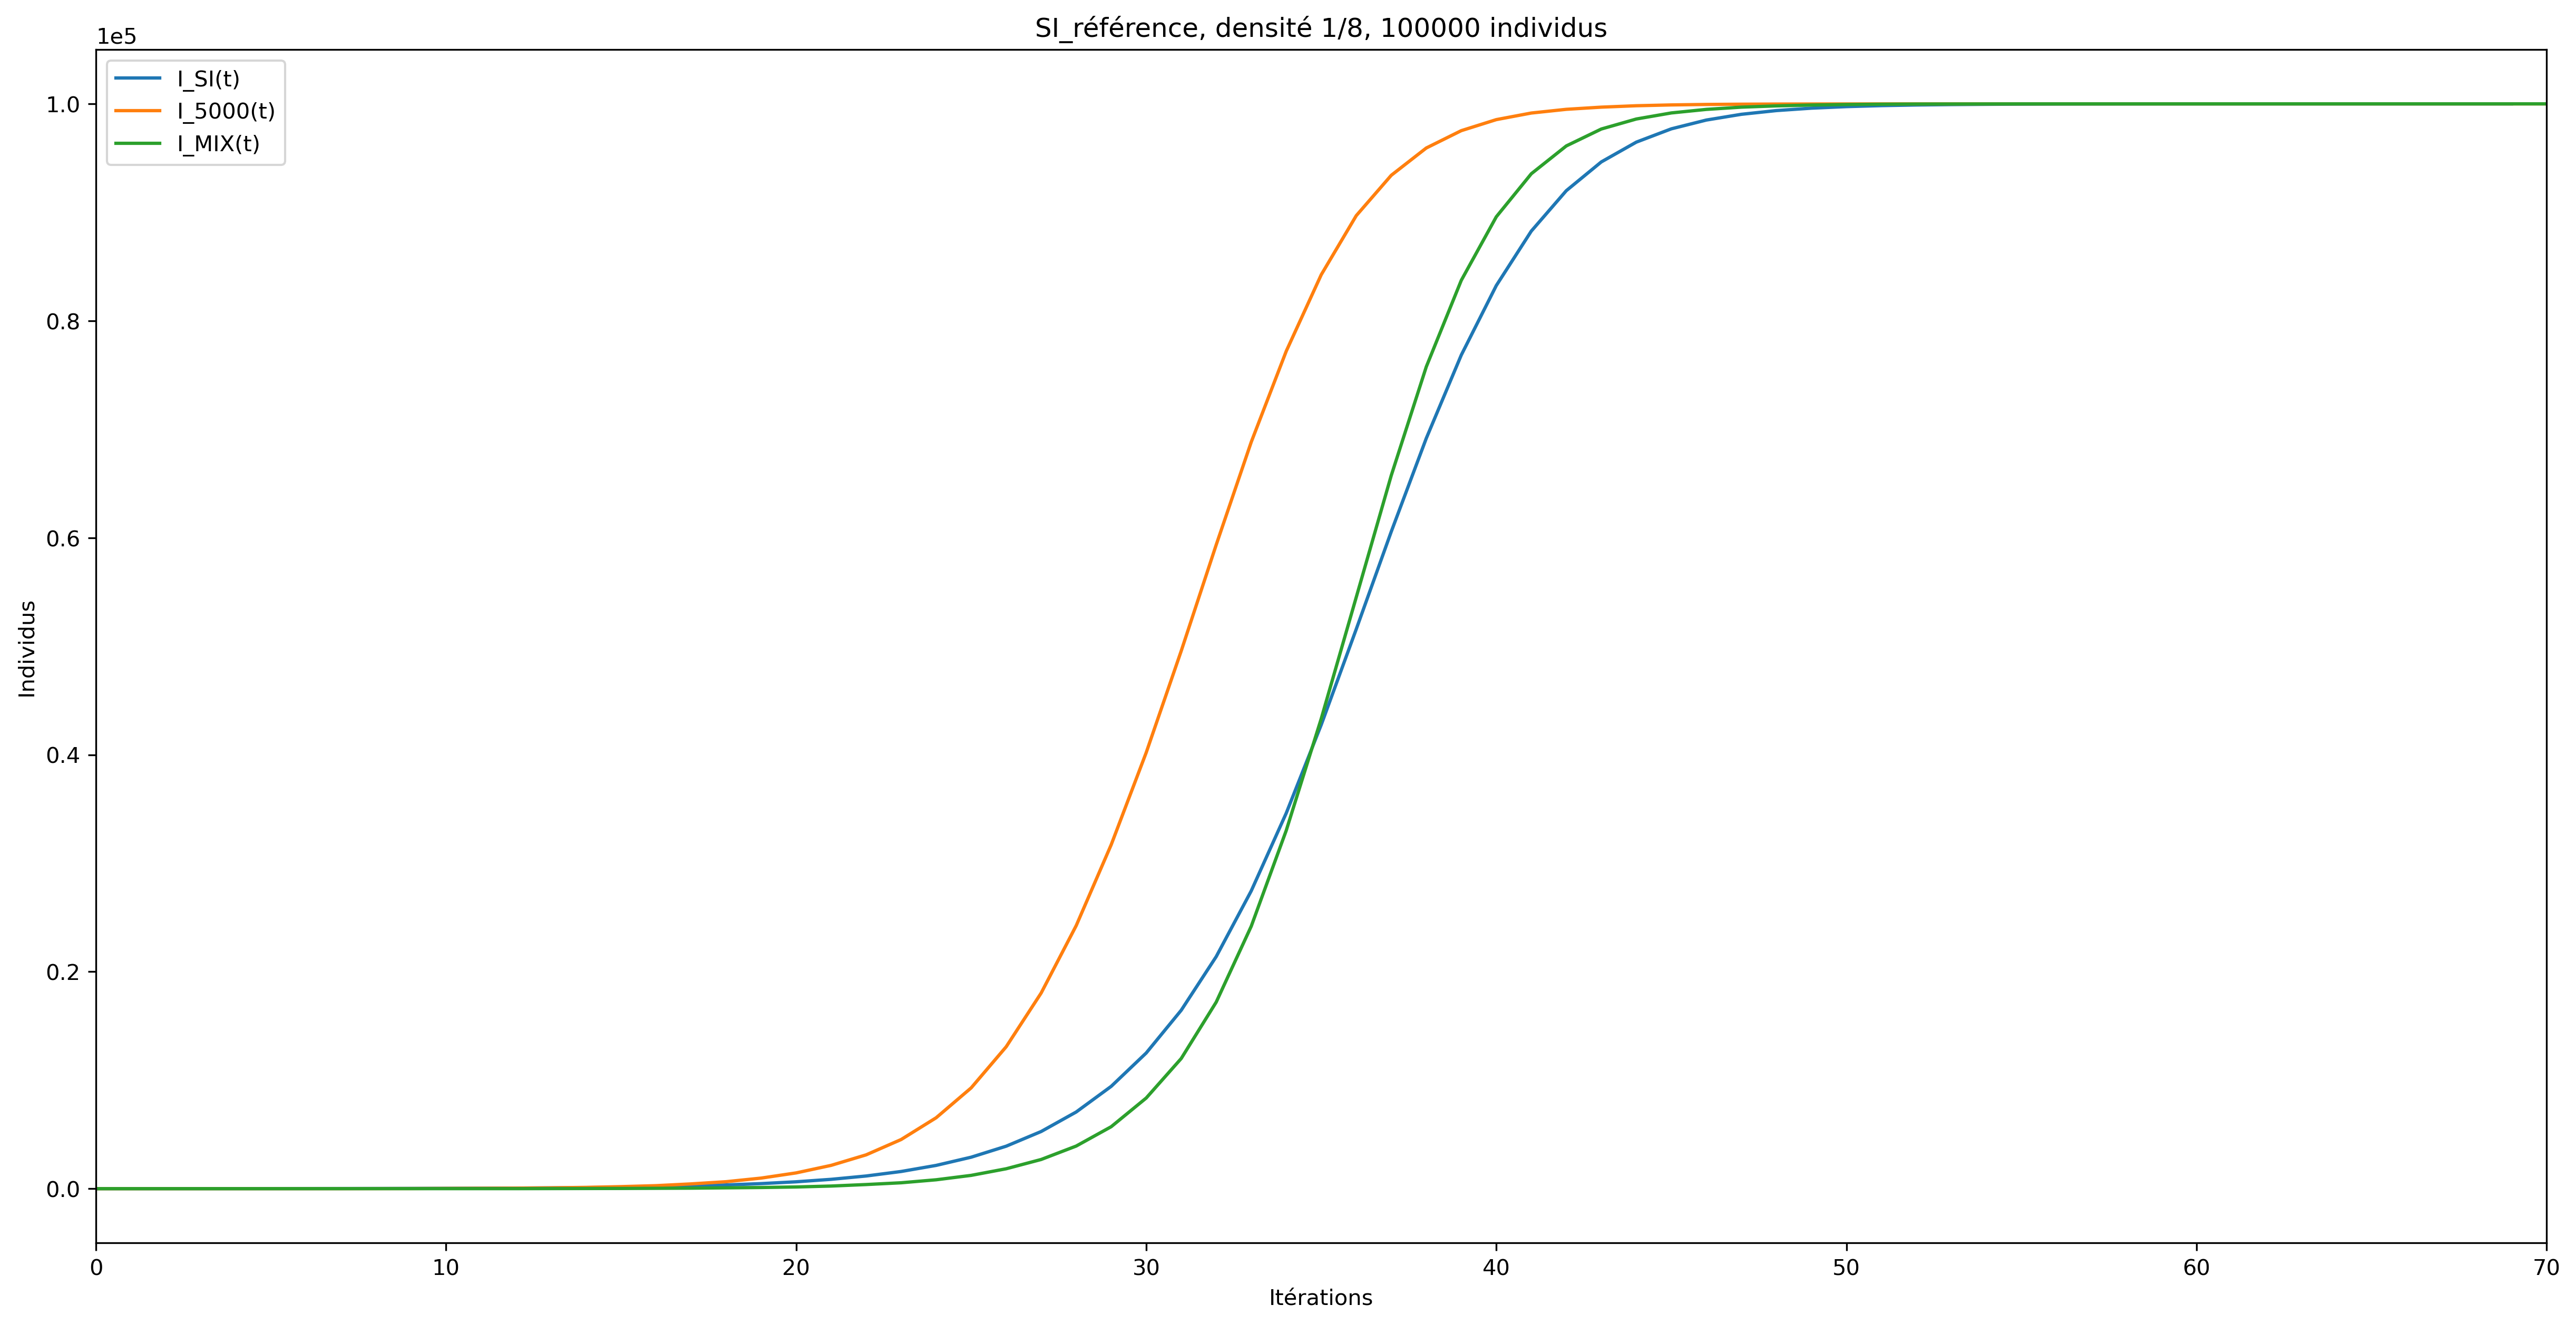 SI_référence, densité 1/8, 100000 individus
1e5
I_SI(t)
I_5000(t)
I_MIX(t)
1.0
0.8
0.6
0.4
0.2
0.0
Individus
0 10 20 30 40 50 60 70
Itérations